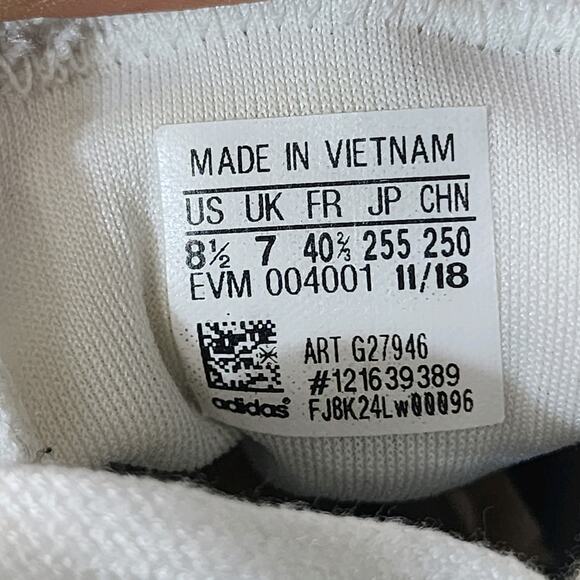 MADE IN VIETNAM
US UK FR JP CHN
8½ 7 40⅔ 255 250
EVM 004001 11/18
ART G27946
#121639389
adidas® FJBK24Lw00096